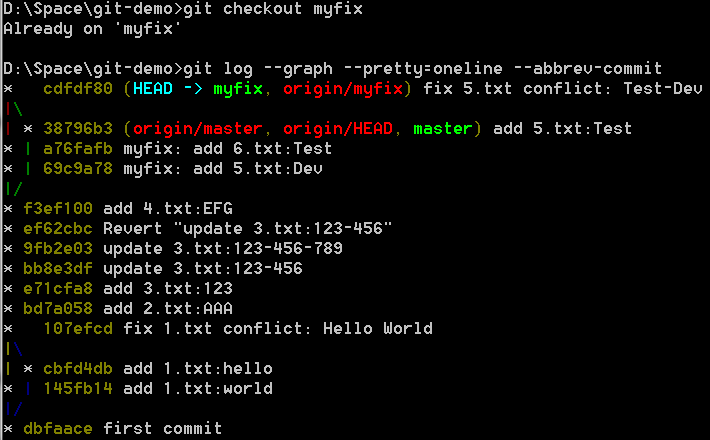 D:\Space\git-demo>git checkout myfix
Already on 'myfix'
D:\Space\git-demo>git log --graph --pretty=oneline --abbrev-commit
*   cdfdf80 (HEAD -> myfix, origin/myfix) fix 5.txt conflict: Test-Dev
|\
| * 38796b3 (origin/master, origin/HEAD, master) add 5.txt:Test
* | a76fafb myfix: add 6.txt:Test
* | 69c9a78 myfix: add 5.txt:Dev
|/
* f3ef100 add 4.txt:EFG
* ef62cbc Revert "update 3.txt:123-456"
* 9fb2e03 update 3.txt:123-456-789
* bb8e3df update 3.txt:123-456
* e71cfa8 add 3.txt:123
* bd7a058 add 2.txt:AAA
*   107efcd fix 1.txt conflict: Hello World
|\
| * cbfd4db add 1.txt:hello
* | 145fb14 add 1.txt:world
|/
* dbfaace first commit